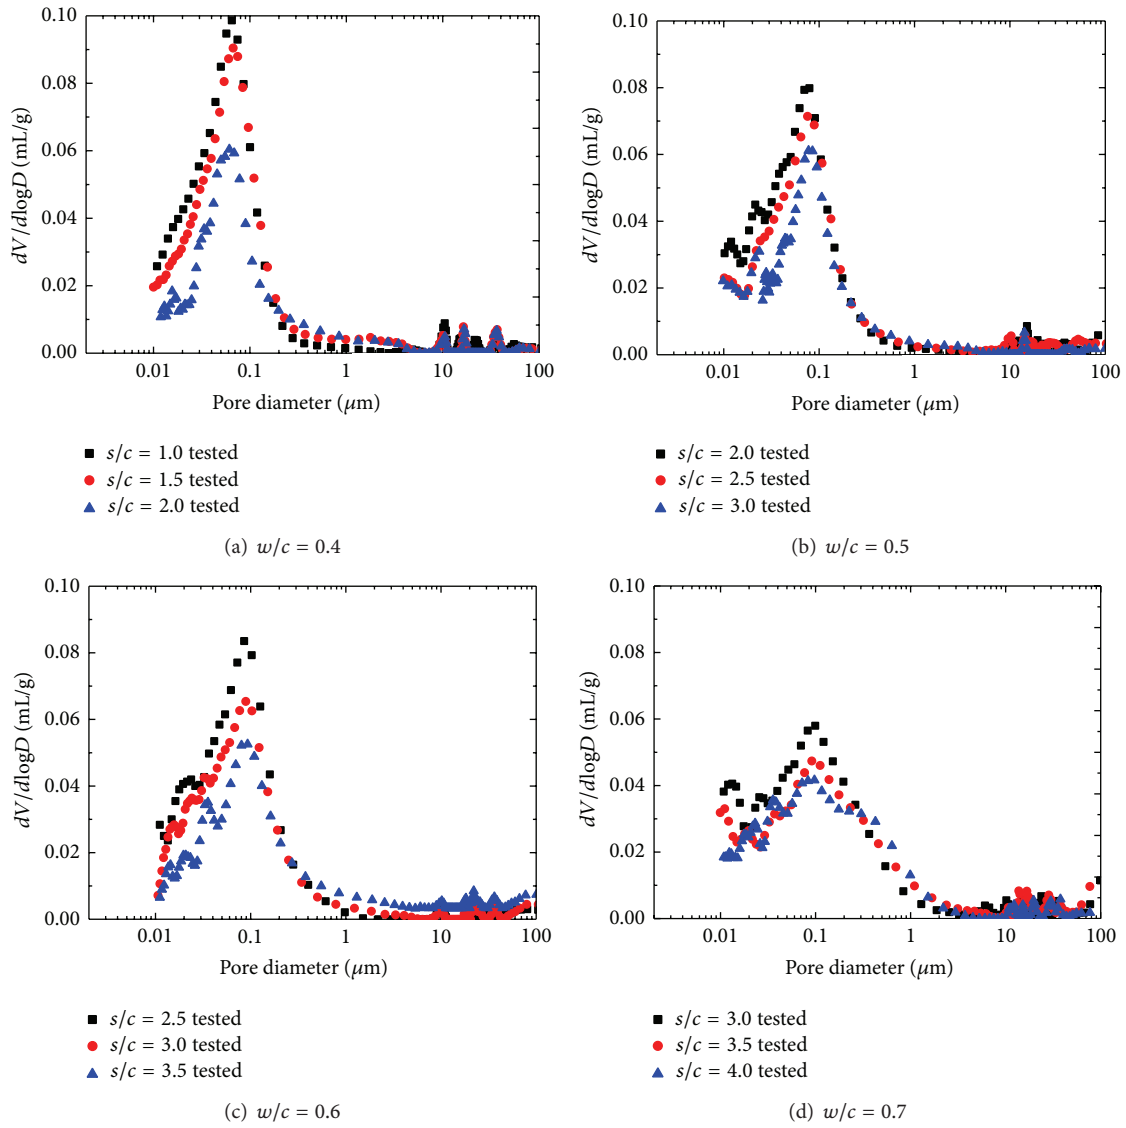 0.10
0.08
0.06
0.04
0.02
0.00
dV/dlogD (mL/g)
0.01 0.1 1 10 100
Pore diameter (μm)
s/c = 1.0 tested
s/c = 1.5 tested
s/c = 2.0 tested
(a) w/c = 0.4
0.10
0.08
0.06
0.04
0.02
0.00
dV/dlogD (mL/g)
0.01 0.1 1 10 100
Pore diameter (μm)
s/c = 2.0 tested
s/c = 2.5 tested
s/c = 3.0 tested
(b) w/c = 0.5
0.10
0.08
0.06
0.04
0.02
0.00
dV/dlogD (mL/g)
0.01 0.1 1 10 100
Pore diameter (μm)
s/c = 2.5 tested
s/c = 3.0 tested
s/c = 3.5 tested
(c) w/c = 0.6
0.10
0.08
0.06
0.04
0.02
0.00
dV/dlogD (mL/g)
0.01 0.1 1 10 100
Pore diameter (μm)
s/c = 3.0 tested
s/c = 3.5 tested
s/c = 4.0 tested
(d) w/c = 0.7